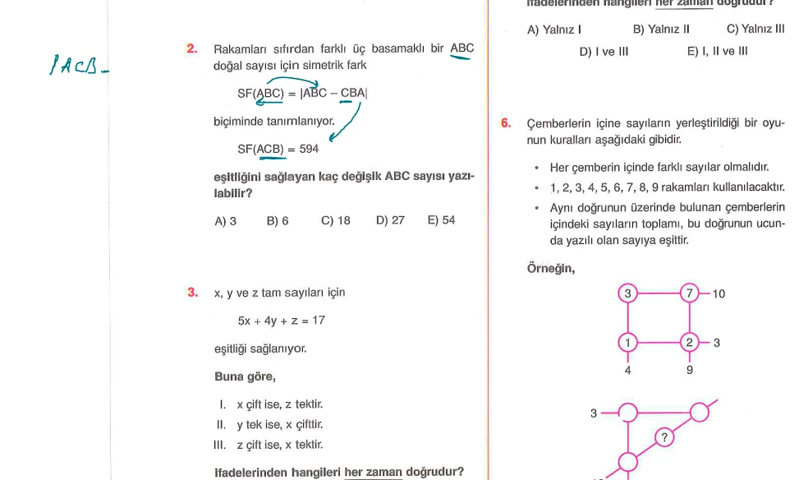 2. Rakamları sıfırdan farklı üç basamaklı bir ABC
doğal sayısı için simetrik fark
SF(ABC) = |ABC – CBA|
biçiminde tanımlanıyor.
SF(ACB) = 594
eşitliğini sağlayan kaç değişik ABC sayısı yazı-
labilir?
A) 3 B) 6 C) 18 D) 27 E) 54
|ACB –
3. x, y ve z tam sayıları için
5x + 4y + z = 17
eşitliği sağlanıyor.
Buna göre,
I. x çift ise, z tektir.
II. y tek ise, x çifttir.
III. z çift ise, x tektir.
ifadelerinden hangileri her zaman doğrudur?
ifadelerinden hangileri her zaman doğrudur?
A) Yalnız I B) Yalnız II C) Yalnız III
D) I ve III E) I, II ve III
6. Çemberlerin içine sayıların yerleştirildiği bir oyu-
nun kuralları aşağıdaki gibidir.
• Her çemberin içinde farklı sayılar olmalıdır.
• 1, 2, 3, 4, 5, 6, 7, 8, 9 rakamları kullanılacaktır.
• Aynı doğrunun üzerinde bulunan çemberlerin
içindeki sayıların toplamı, bu doğrunun ucun-
da yazılı olan sayıya eşittir.
Örneğin,
3 7 10
1 2 3
4 9
3
?